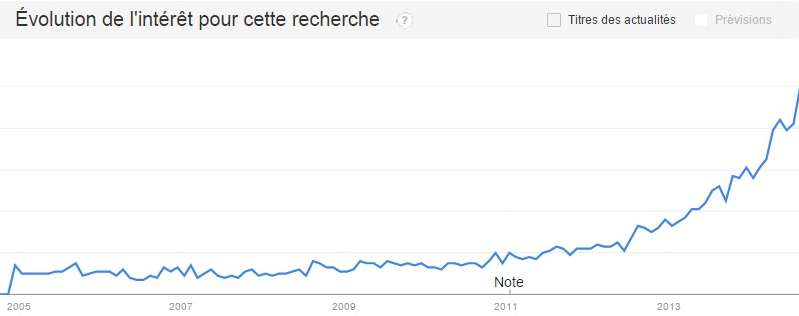 Évolution de l'intérêt pour cette recherche ?
Titres des actualités
Prévisions
Note
2005 2007 2009 2011 2013